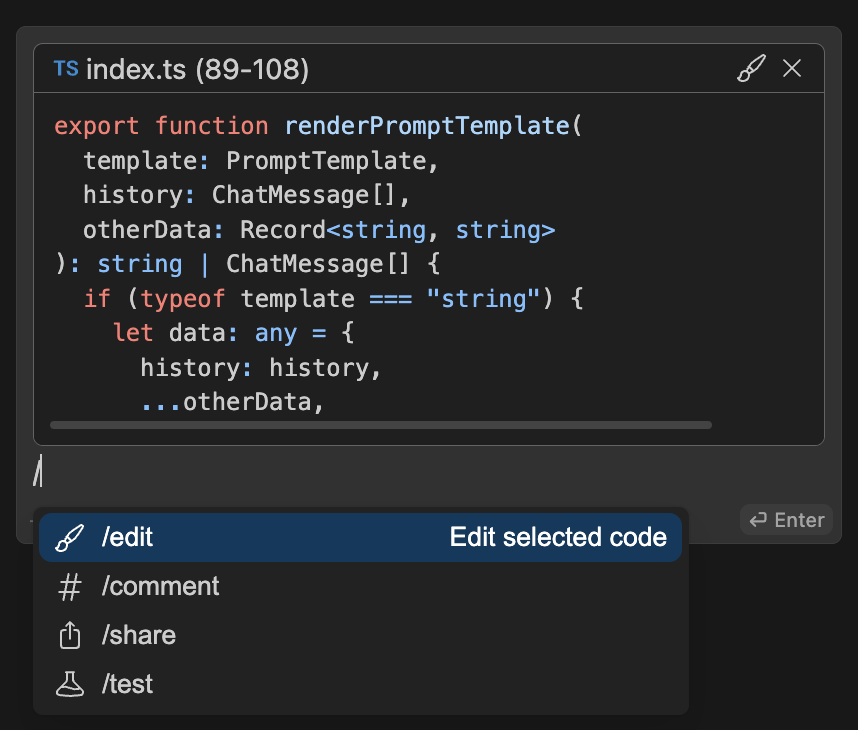 TS index.ts (89-108)
export function renderPromptTemplate(
  template: PromptTemplate,
  history: ChatMessage[],
  otherData: Record<string, string>
): string | ChatMessage[] {
  if (typeof template === "string") {
    let data: any = {
      history: history,
      ...otherData,
/
Enter
/edit Edit selected code
/comment
/share
/test